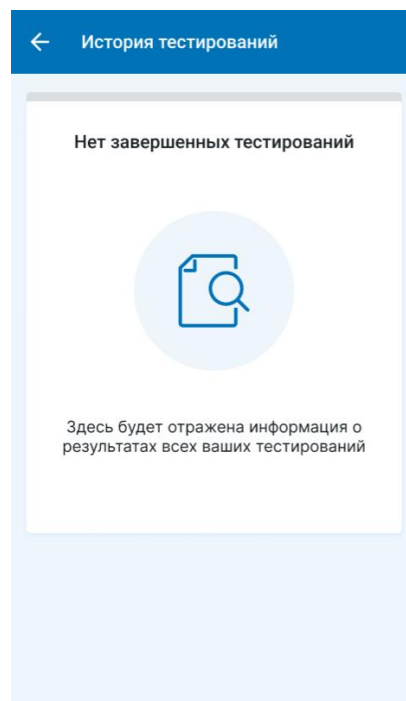 История тестирований
Нет завершенных тестирований
Здесь будет отражена информация о
результатах всех ваших тестирований